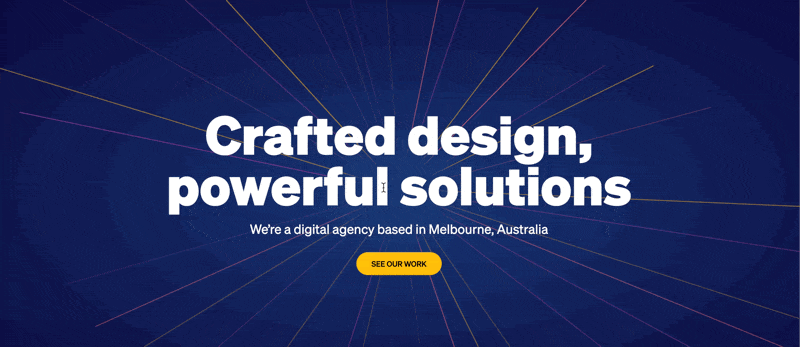 Crafted design,
powerful solutions
We're a digital agency based in Melbourne, Australia
SEE OUR WORK